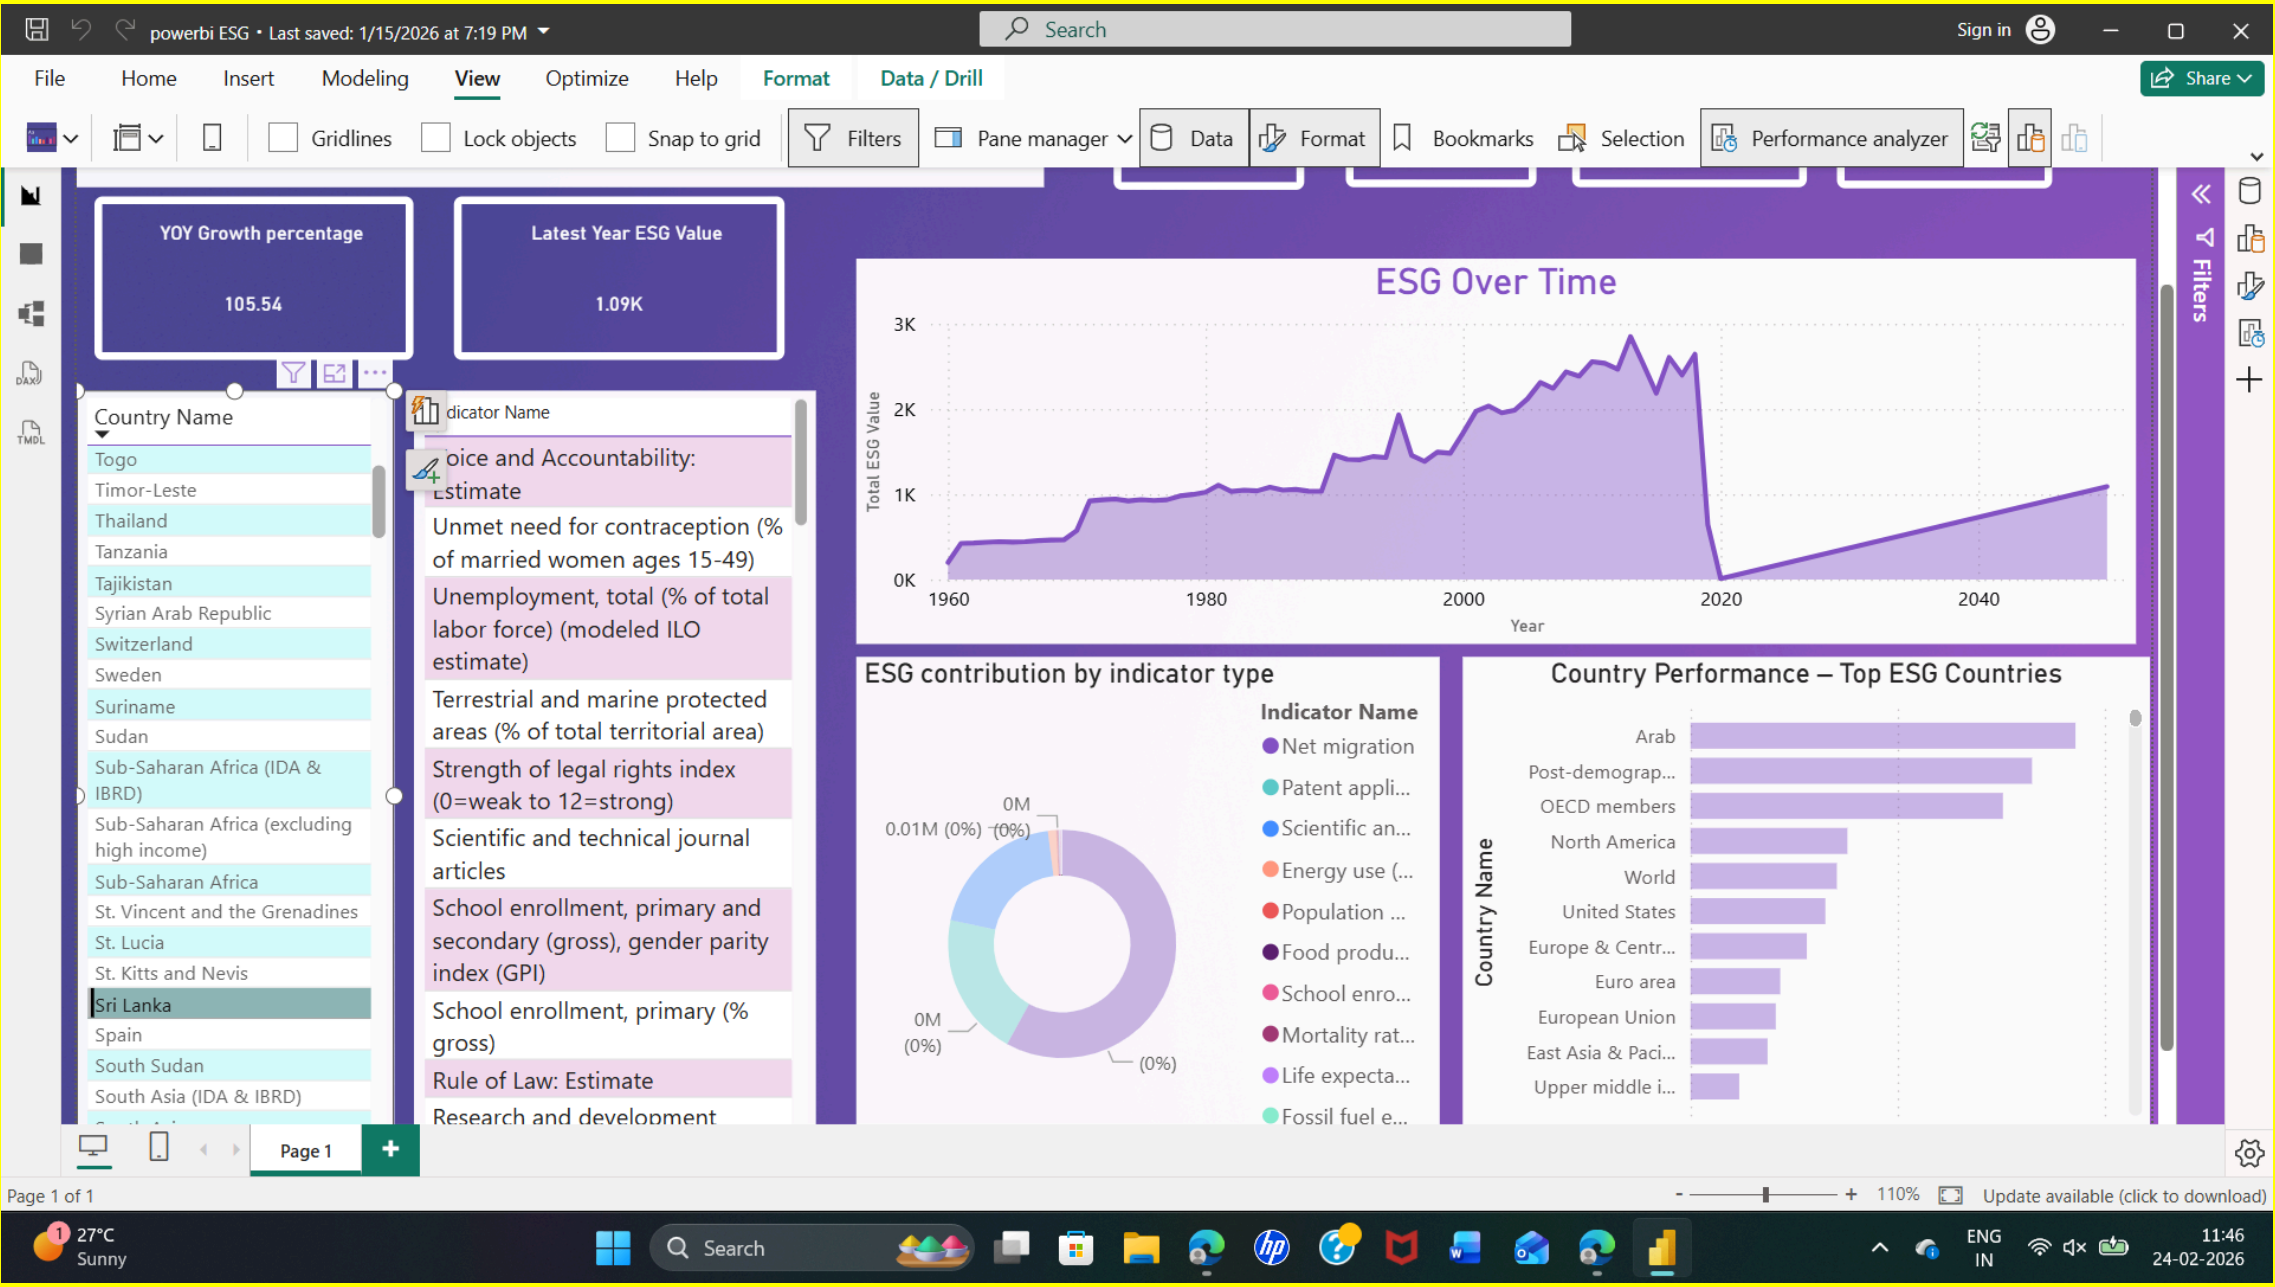 powerbi ESG • Last saved: 1/15/2026 at 7:19 PM
Search
Sign in
File Home Insert Modeling View Optimize Help Format Data / Drill
Share
Gridlines Lock objects Snap to grid Filters Pane manager Data Format Bookmarks Selection Performance analyzer
YOY Growth percentage
105.54
Latest Year ESG Value
1.09K
Country Name
Togo
Timor-Leste
Thailand
Tanzania
Tajikistan
Syrian Arab Republic
Switzerland
Sweden
Suriname
Sudan
Sub-Saharan Africa (IDA &
IBRD)
Sub-Saharan Africa (excluding
high income)
Sub-Saharan Africa
St. Vincent and the Grenadines
St. Lucia
St. Kitts and Nevis
Sri Lanka
Spain
South Sudan
South Asia (IDA & IBRD)
dicator Name
oice and Accountability:
Estimate
Unmet need for contraception (%
of married women ages 15-49)
Unemployment, total (% of total
labor force) (modeled ILO
estimate)
Terrestrial and marine protected
areas (% of total territorial area)
Strength of legal rights index
(0=weak to 12=strong)
Scientific and technical journal
articles
School enrollment, primary and
secondary (gross), gender parity
index (GPI)
School enrollment, primary (%
gross)
Rule of Law: Estimate
Research and development
ESG Over Time
Total ESG Value
3K
2K
1K
0K
1960 1980 2000 2020 2040
Year
ESG contribution by indicator type
0M
(0%)
0.01M (0%)
0M
(0%)
(0%)
Indicator Name
Net migration
Patent appli...
Scientific an...
Energy use (...
Population ...
Food produ...
School enro...
Mortality rat...
Life expecta...
Fossil fuel e...
Country Performance – Top ESG Countries
Country Name
Arab
Post-demograp...
OECD members
North America
World
United States
Europe & Centr...
Euro area
European Union
East Asia & Paci...
Upper middle i...
Filters
DAX
TMDL
Page 1
+
Page 1 of 1
- + 110%
Update available (click to download)
1
27°C
Sunny
Search
hp
ENG
IN
11:46
24-02-2026